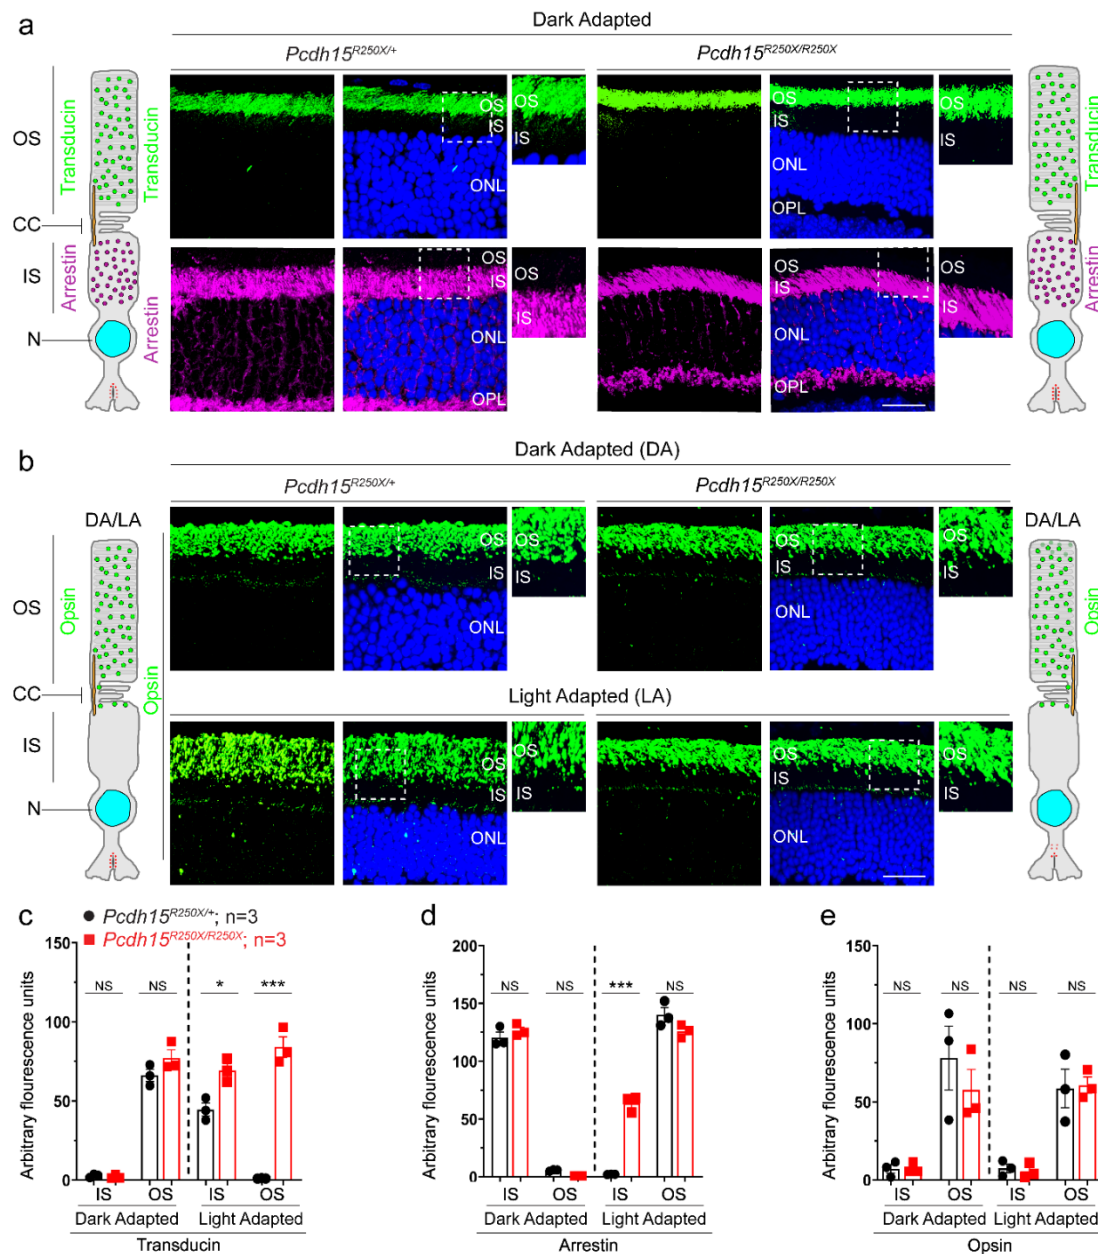 a
Dark Adapted
Pcdh15R250X/+
Pcdh15R250X/R250X
OS
CC
IS
N
Transducin
Transducin
Arrestin
Arrestin
OS
IS
ONL
OS
IS
OS
IS
ONL
OPL
OS
IS
OS
IS
ONL
OPL
OS
IS
OS
IS
ONL
OPL
OS
IS
Transducin
Arrestin
b
Dark Adapted (DA)
Pcdh15R250X/+
Pcdh15R250X/R250X
DA/LA
OS
CC
IS
N
Opsin
Opsin
OS
IS
ONL
OS
IS
OS
IS
ONL
OS
IS
DA/LA
Opsin
Light Adapted (LA)
OS
IS
ONL
OS
IS
OS
IS
ONL
OS
IS
c
Pcdh15R250X/+; n=3
Pcdh15R250X/R250X; n=3
Arbitrary flourescence units
150
100
50
0
NS
NS
*
***
IS
OS
IS
OS
Dark Adapted
Light Adapted
Transducin
d
Arbitrary flourescence units
200
150
100
50
0
NS
NS
***
NS
IS
OS
IS
OS
Dark Adapted
Light Adapted
Arrestin
e
Arbitrary flourescence units
150
100
50
0
NS
NS
NS
NS
IS
OS
IS
OS
Dark Adapted
Light Adapted
Opsin